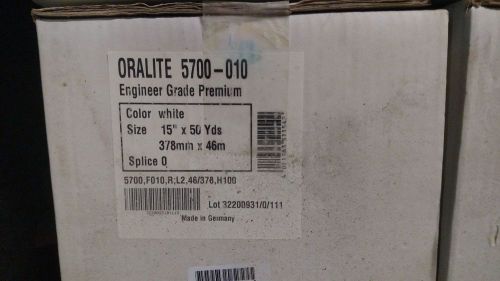 ORALITE 5700-010
Engineer Grade Premium
Color white
Size 15" x 50 Yds
378mm x 46m
Splice 0
5700,F010,R;L2,46/378,H100
Lot 32200931/0/111
Made in Germany